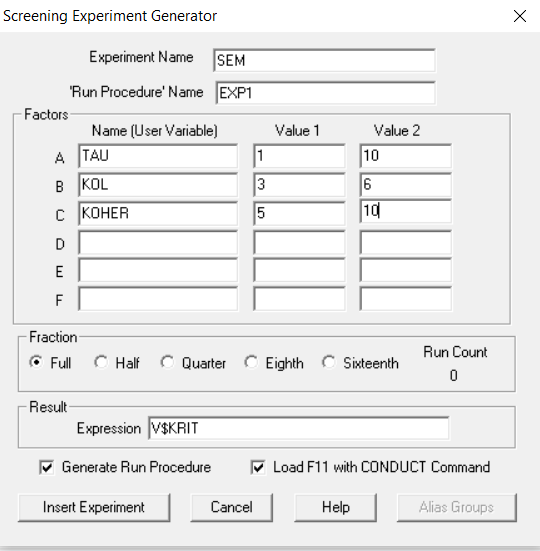 Screening Experiment Generator
Experiment Name SEM
'Run Procedure' Name EXP1
Factors
Name (User Variable) Value 1 Value 2
A TAU 1 10
B KOL 3 6
C KOHER 5 10
D
E
F
Fraction
Full Half Quarter Eighth Sixteenth Run Count
0
Result
Expression V$KRIT
Generate Run Procedure Load F11 with CONDUCT Command
Insert Experiment Cancel Help Alias Groups